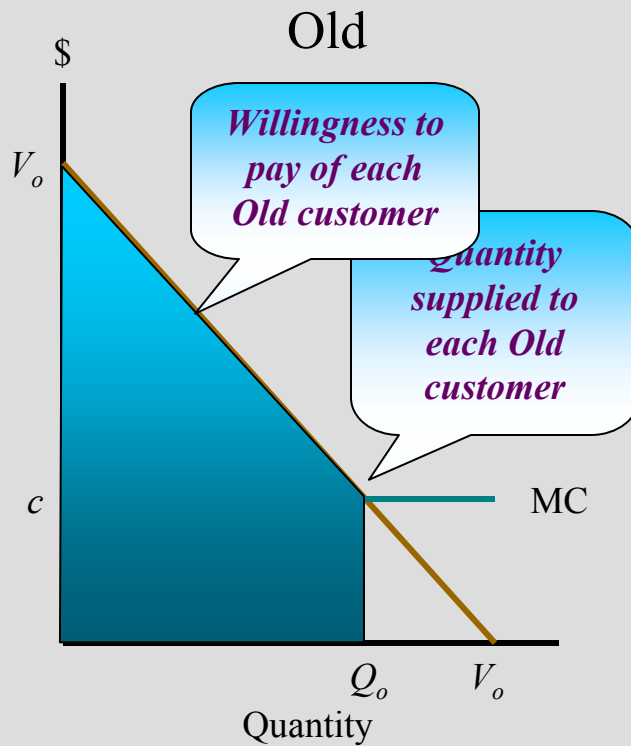 Old
$
Willingness to
pay of each
Old customer
Quantity
supplied to
each Old
customer
Vo
c
MC
Qo
Vo
Quantity